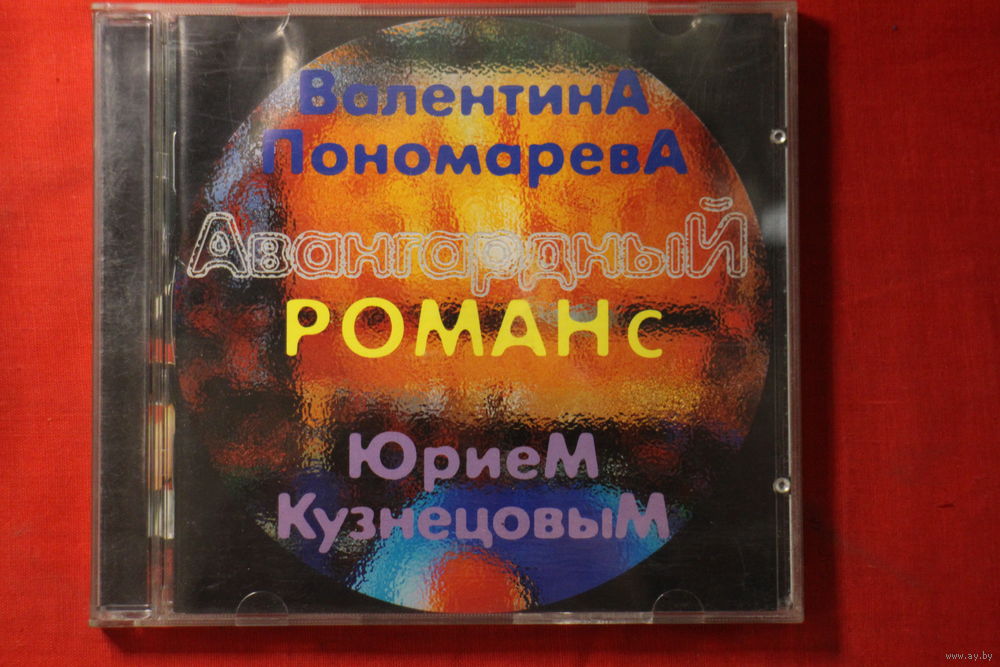 ВалентинА
ПономаревА
АвангардныЙ
РОМАНс
ЮриеМ
КузнецовыМ
www.ay.by